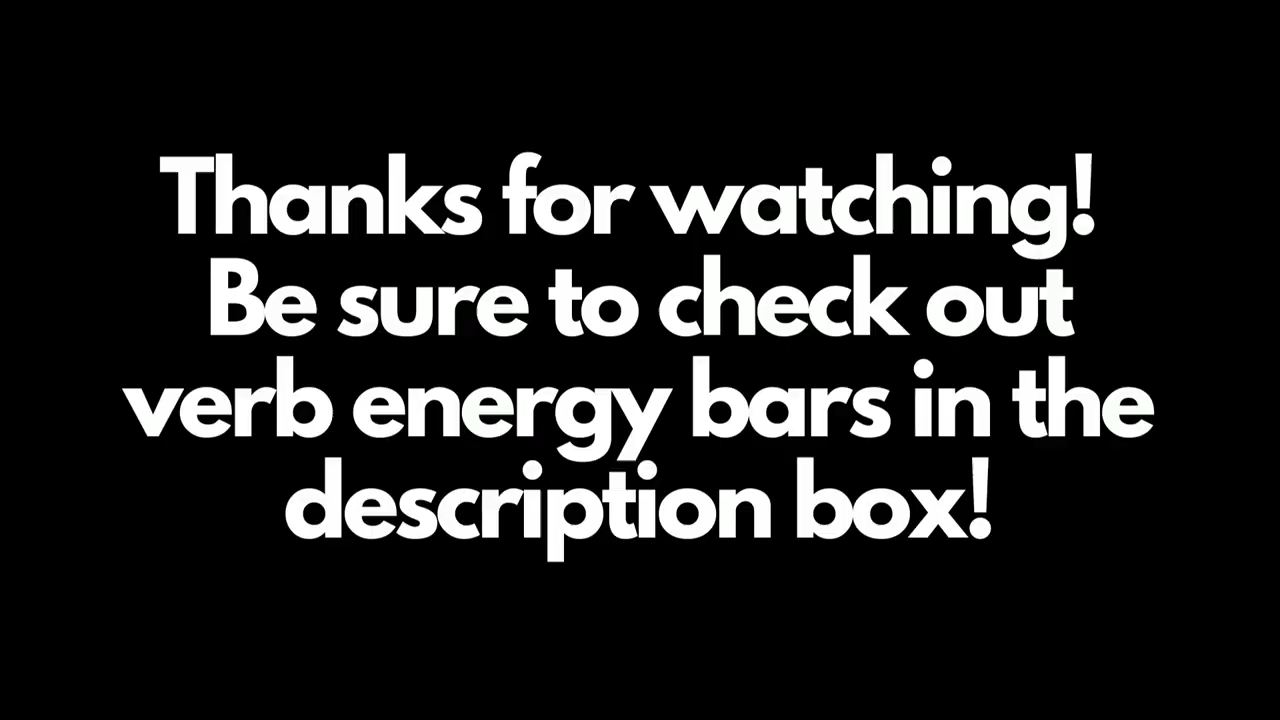 Thanks for watching!
Be sure to check out
verb energy bars in the
description box!